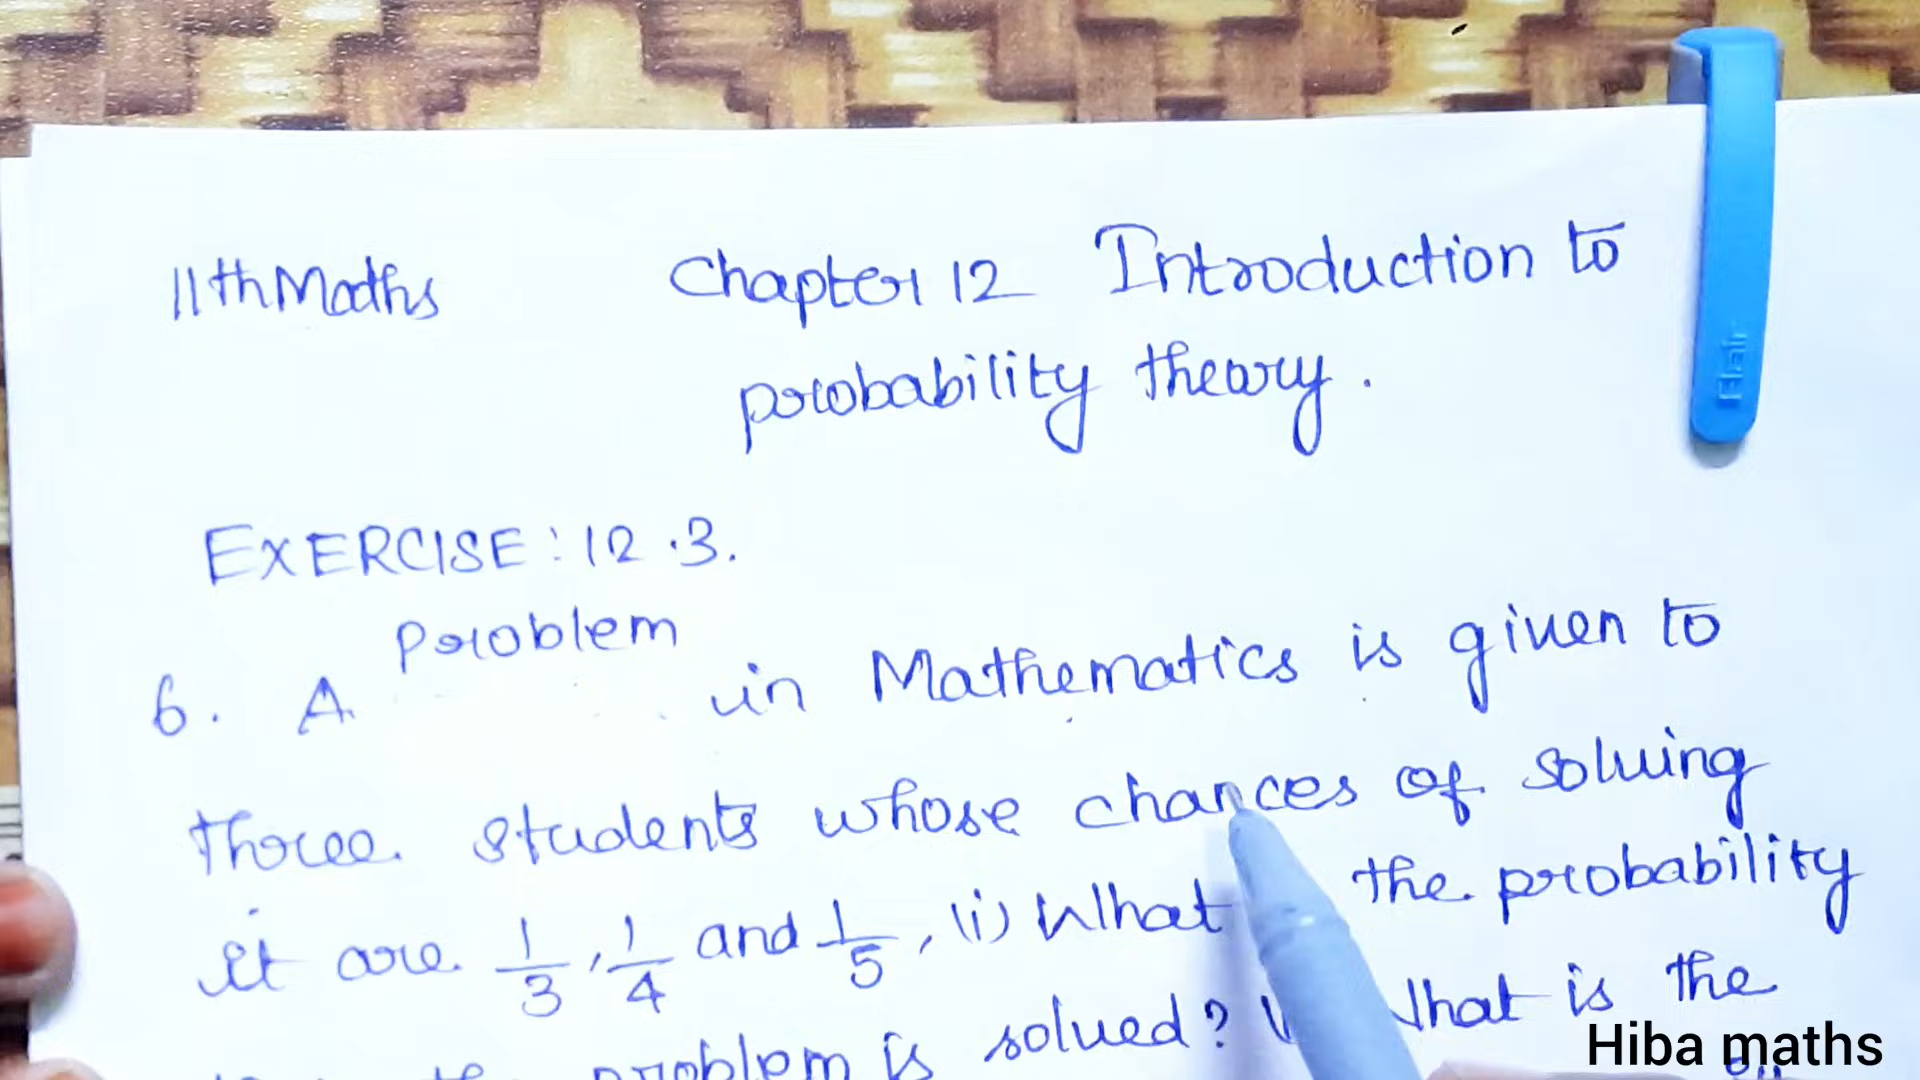 11th Maths Chapter 12 Introduction to
probability theory.
Flair
EXERCISE: 12.3.
Problem
6. A in Mathematics is given to
three students whose chances of solving
it are 1/3, 1/4 and 1/5, (i) What the probability
problem is solved? What is the
Hiba maths